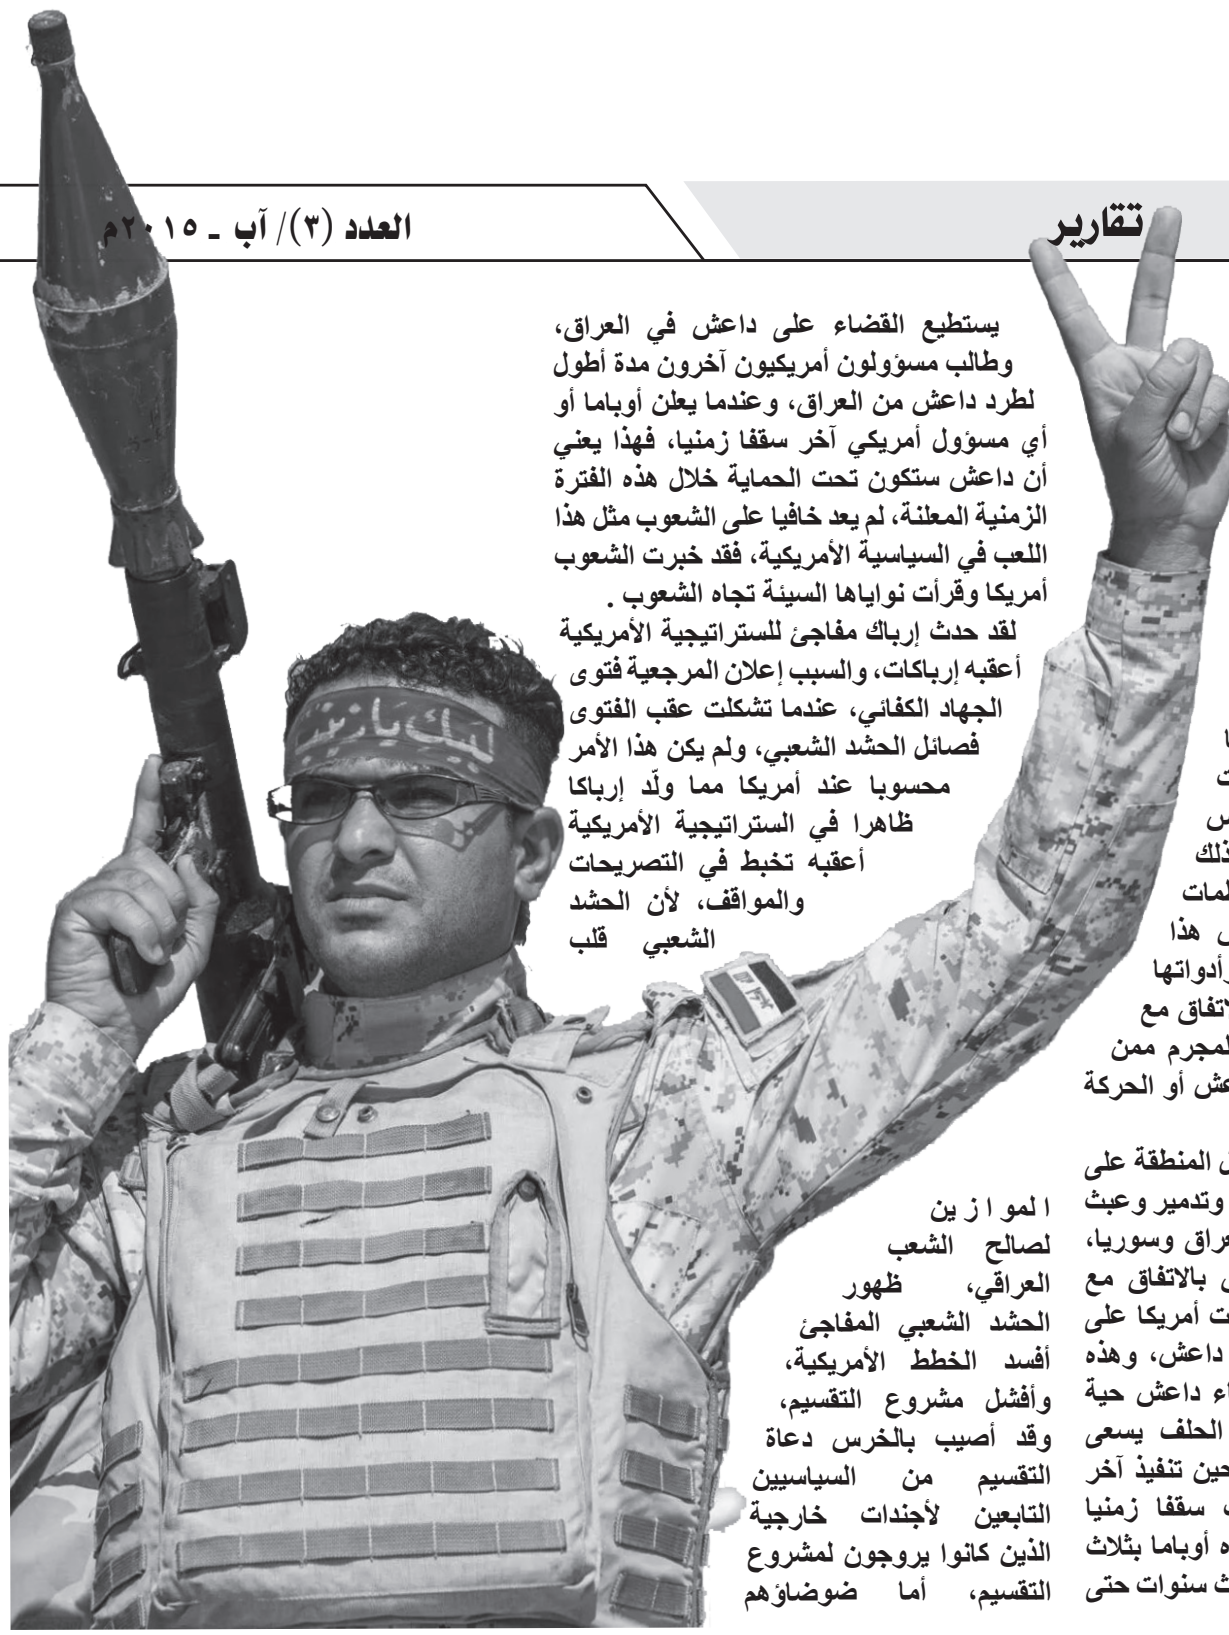 تقارير
العدد (٣)/ آب ـ ٢٠١٥م
ذلك
هذا
الاتفاق مع
المجرم ممن
داعش أو الحركة
المنطقة على
وتدمير وعبث
العراق وسوريا،
بالاتفاق مع
أمريكا على
داعش، وهذه
داعش حية
الحلف يسعى
حين تنفيذ آخر
سقفا زمنيا
أوباما بثلاث
سنوات حتى
يستطيع القضاء على داعش في العراق،
وطالب مسؤولون أمريكيون آخرون مدة أطول
لطرد داعش من العراق، وعندما يعلن أوباما أو
أي مسؤول أمريكي آخر سقفا زمنيا، فهذا يعني
أن داعش ستكون تحت الحماية خلال هذه الفترة
الزمنية المعلنة، لم يعد خافيا على الشعوب مثل هذا
اللعب في السياسية الأمريكية، فقد خبرت الشعوب
أمريكا وقرأت نواياها السيئة تجاه الشعوب .
لقد حدث إرباك مفاجئ للستراتيجية الأمريكية
أعقبه إرباكات، والسبب إعلان المرجعية فتوى
الجهاد الكفائي، عندما تشكلت عقب الفتوى
فصائل الحشد الشعبي، ولم يكن هذا الأمر
محسوبا عند أمريكا مما ولّد إرباكا
ظاهرا في الستراتيجية الأمريكية
أعقبه تخبط في التصريحات
والمواقف، لأن الحشد
الشعبي قلب
الموازين
لصالح الشعب
العراقي، ظهور
الحشد الشعبي المفاجئ
أفسد الخطط الأمريكية،
وأفشل مشروع التقسيم،
وقد أصيب بالخرس دعاة
التقسيم من السياسيين
التابعين لأجندات خارجية
الذين كانوا يروجون لمشروع
التقسيم، أما ضوضاؤهم
لبيك يا زينب